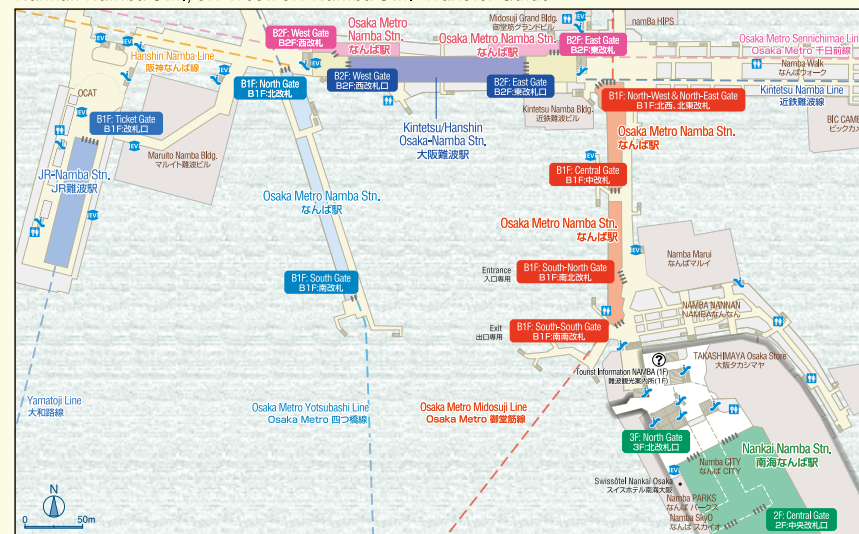 Midosuji Grand Bldg.
御堂筋グランドビル
namBa HIPS
Osaka Metro
Namba Stn.
なんば駅
Osaka Metro Namba Stn.
なんば駅
B2F: West Gate
B2F:西改札
B2F: East Gate
B2F:東改札
Osaka Metro Sennichimae Line
Osaka Metro 千日前線
Hanshin Namba Line
阪神なんば線
Namba Walk
なんばウォーク
B1F: North Gate
B1F:北改札
B2F: West Gate
B2F:西改札口
B2F: East Gate
B2F:東改札口
Kintetsu Namba Line
近鉄難波線
OCAT
B1F: North-West & North-East Gate
B1F:北西、北東改札
B1F: Ticket Gate
B1F:改札口
Kintetsu Namba Bldg.
近鉄難波ビル
BIC CAME
ビックカメ
Kintetsu/Hanshin
Osaka-Namba Stn.
大阪難波駅
Osaka Metro Namba Stn.
なんば駅
Maruito Namba Bldg.
マルイト難波ビル
JR-Namba Stn.
JR難波駅
B1F: Central Gate
B1F:中改札
Osaka Metro Namba Stn.
なんば駅
Osaka Metro Namba Stn.
なんば駅
Namba Marui
なんばマルイ
Entrance
入口専用
B1F: South-North Gate
B1F:南北改札
B1F: South Gate
B1F:南改札
NAMBA NANNAN
NAMBAなんなん
Exit
出口専用
B1F: South-South Gate
B1F:南南改札
TAKASHIMAYA Osaka Store
大阪タカシマヤ
Tourist Information NAMBA (1F)
難波観光案内所(1F)
Yamatoji Line
大和路線
Osaka Metro Yotsubashi Line
Osaka Metro 四つ橋線
Osaka Metro Midosuji Line
Osaka Metro 御堂筋線
3F: North Gate
3F:北改札口
Nankai Namba Stn.
南海なんば駅
Namba CITY
なんば CITY
Swissôtel Nankai Osaka
スイスホテル南海大阪
Namba PARKS
なんば パークス
Namba SkyO
なんば スカイオ
2F: Central Gate
2F:中央改札口
N
0 50m